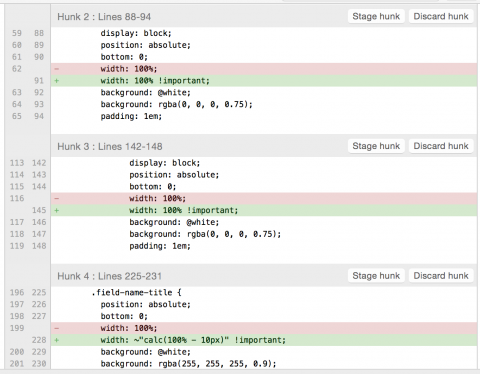 Hunk 2 : Lines 88-94 Stage hunk Discard hunk
59 88 display: block;
60 89 position: absolute;
61 90 bottom: 0;
62 - width: 100%;
91 + width: 100% !important;
63 92 background: @white;
64 93 background: rgba(0, 0, 0, 0.75);
65 94 padding: 1em;
Hunk 3 : Lines 142-148 Stage hunk Discard hunk
113 142 display: block;
114 143 position: absolute;
115 144 bottom: 0;
116 - width: 100%;
145 + width: 100% !important;
117 146 background: @white;
118 147 background: rgba(0, 0, 0, 0.75);
119 148 padding: 1em;
Hunk 4 : Lines 225-231 Stage hunk Discard hunk
196 225 .field-name-title {
197 226 position: absolute;
198 227 bottom: 0;
199 - width: 100%;
228 + width: ~"calc(100% - 10px)" !important;
200 229 background: @white;
201 230 background: rgba(255, 255, 255, 0.9);